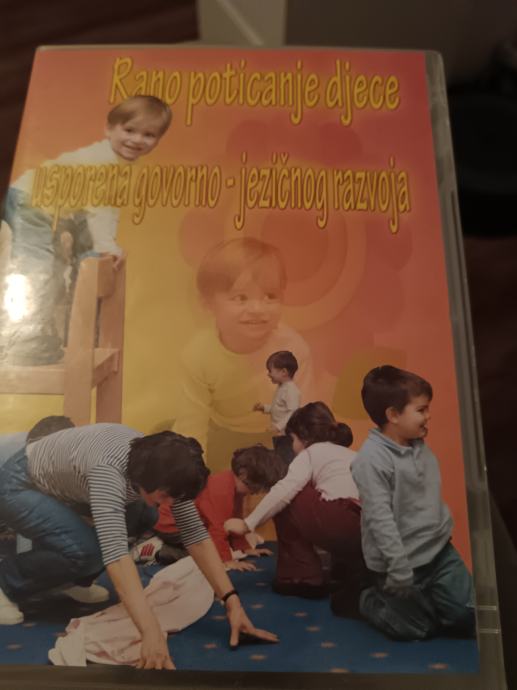 Rano poticanje djece
usporena govorno - jezičnog razvoja